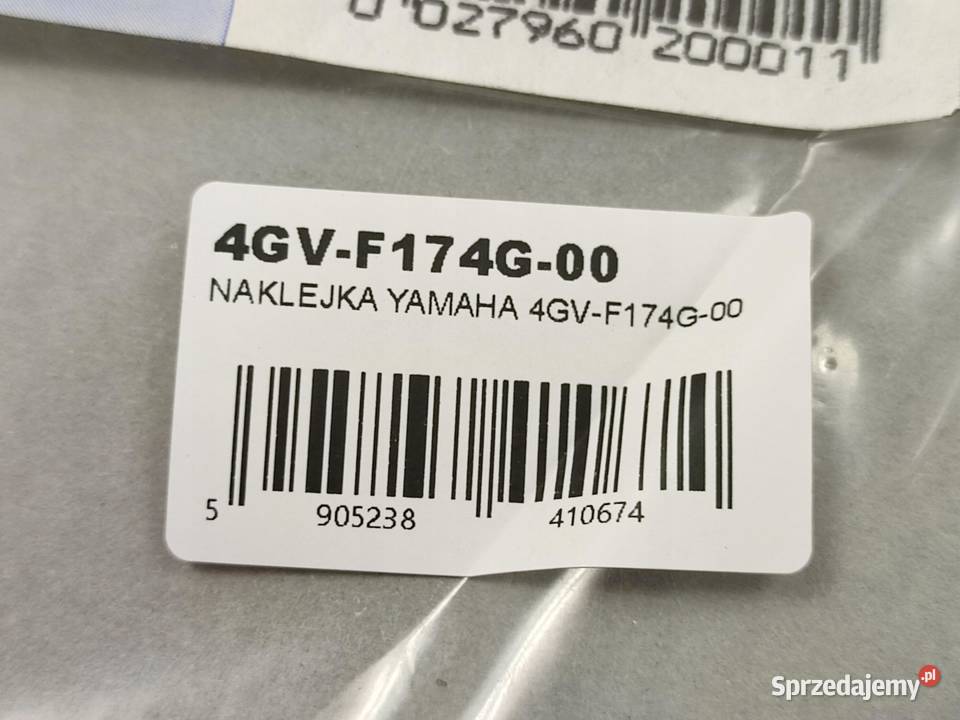 0 027960 200011
4GV-F174G-00
NAKLEJKA YAMAHA 4GV-F174G-00
5 905238 410674
Sprzedajemy.pl